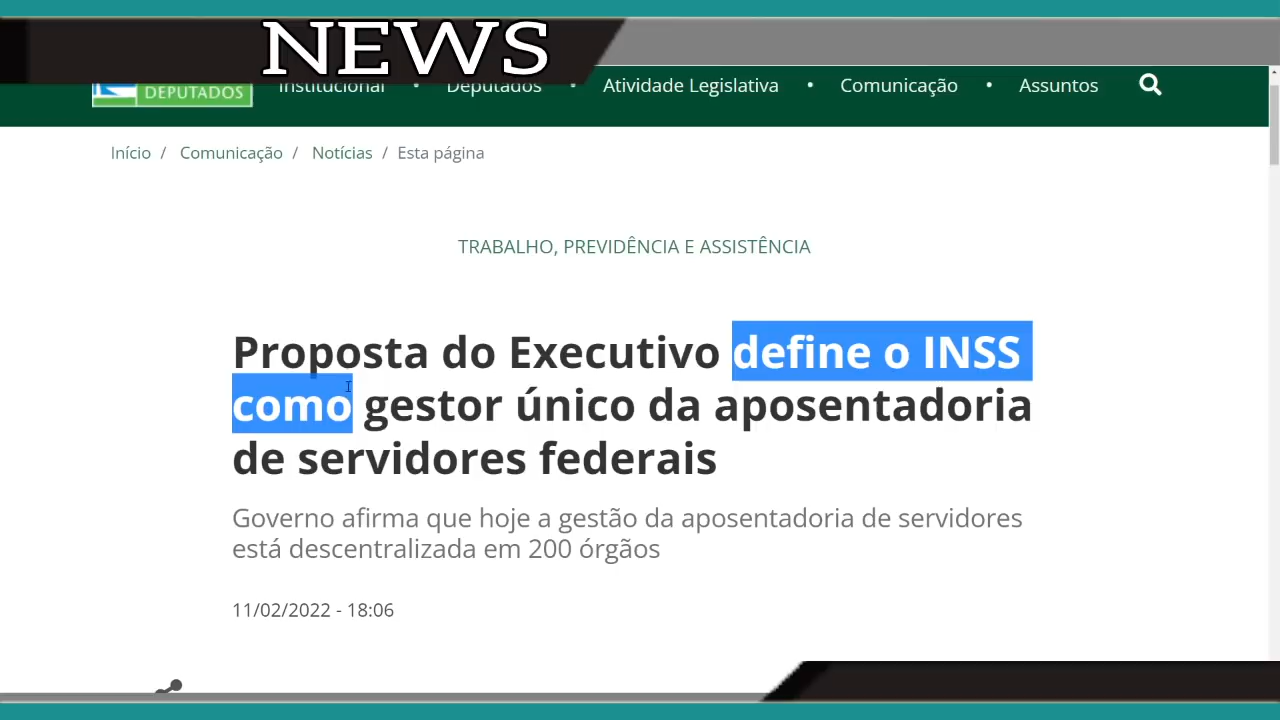 NEWS
DEPUTADOS Institucional • Deputados • Atividade Legislativa • Comunicação • Assuntos
Início / Comunicação / Notícias / Esta página
TRABALHO, PREVIDÊNCIA E ASSISTÊNCIA
Proposta do Executivo define o INSS
como gestor único da aposentadoria
de servidores federais
Governo afirma que hoje a gestão da aposentadoria de servidores
está descentralizada em 200 órgãos
11/02/2022 - 18:06